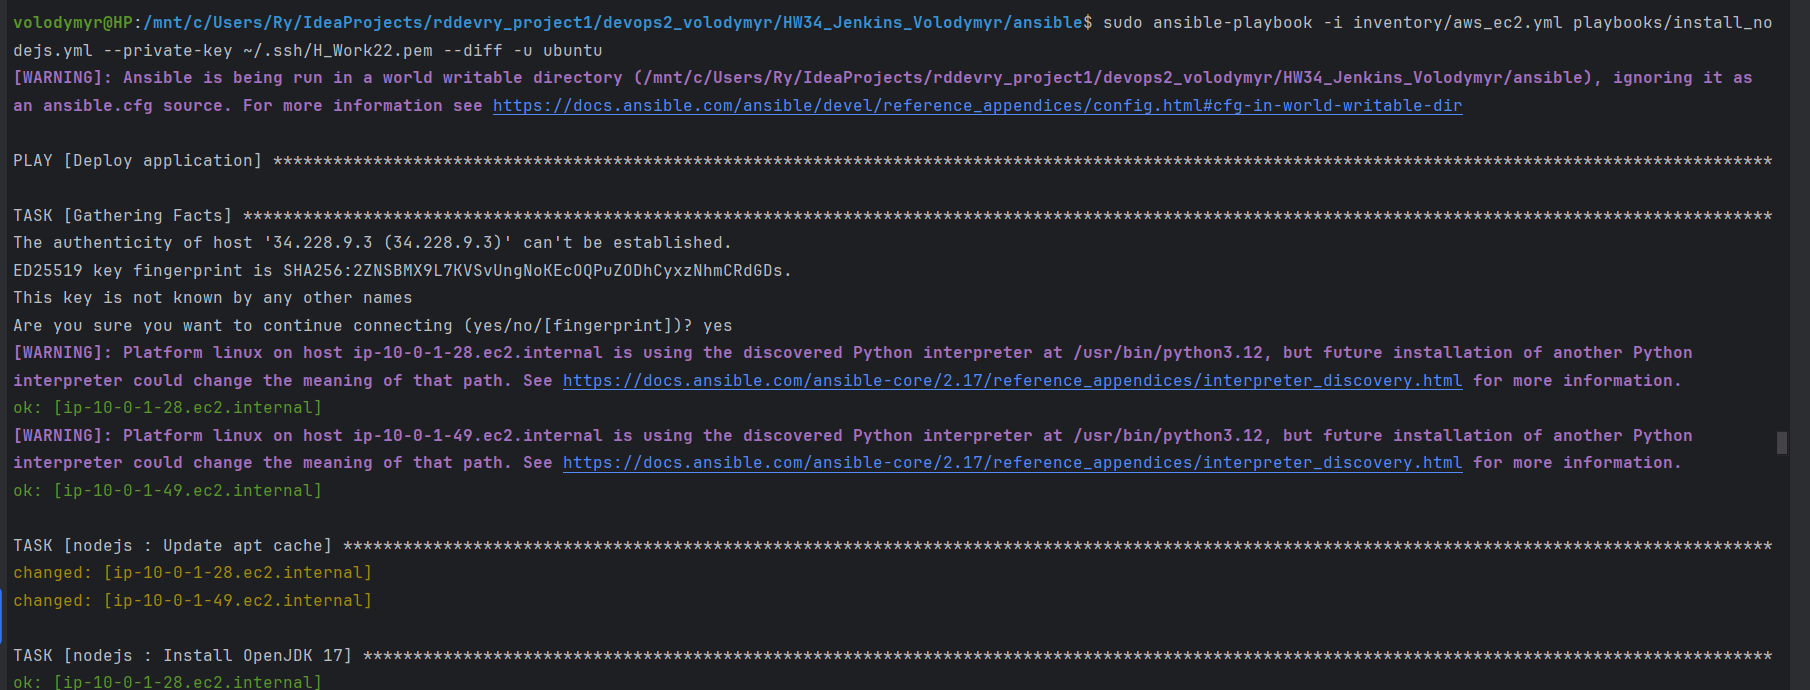 volodymyr@HP:/mnt/c/Users/Ry/IdeaProjects/rddevry_project1/devops2_volodymyr/HW34_Jenkins_Volodymyr/ansible$ sudo ansible-playbook -i inventory/aws_ec2.yml playbooks/install_no
dejs.yml --private-key ~/.ssh/H_Work22.pem --diff -u ubuntu
[WARNING]: Ansible is being run in a world writable directory (/mnt/c/Users/Ry/IdeaProjects/rddevry_project1/devops2_volodymyr/HW34_Jenkins_Volodymyr/ansible), ignoring it as
an ansible.cfg source. For more information see https://docs.ansible.com/ansible/devel/reference_appendices/config.html#cfg-in-world-writable-dir
PLAY [Deploy application] ******************************************************************************************************************************************************
TASK [Gathering Facts] *********************************************************************************************************************************************************
The authenticity of host '34.228.9.3 (34.228.9.3)' can't be established.
ED25519 key fingerprint is SHA256:2ZNSBMX9L7KVSvUngNoKEcOQPuZODhCyxzNhmCRdGDs.
This key is not known by any other names
Are you sure you want to continue connecting (yes/no/[fingerprint])? yes
[WARNING]: Platform linux on host ip-10-0-1-28.ec2.internal is using the discovered Python interpreter at /usr/bin/python3.12, but future installation of another Python
interpreter could change the meaning of that path. See https://docs.ansible.com/ansible-core/2.17/reference_appendices/interpreter_discovery.html for more information.
ok: [ip-10-0-1-28.ec2.internal]
[WARNING]: Platform linux on host ip-10-0-1-49.ec2.internal is using the discovered Python interpreter at /usr/bin/python3.12, but future installation of another Python
interpreter could change the meaning of that path. See https://docs.ansible.com/ansible-core/2.17/reference_appendices/interpreter_discovery.html for more information.
ok: [ip-10-0-1-49.ec2.internal]
TASK [nodejs : Update apt cache] ***********************************************************************************************************************************************
changed: [ip-10-0-1-28.ec2.internal]
changed: [ip-10-0-1-49.ec2.internal]
TASK [nodejs : Install OpenJDK 17] *********************************************************************************************************************************************
ok: [ip-10-0-1-28.ec2.internal]